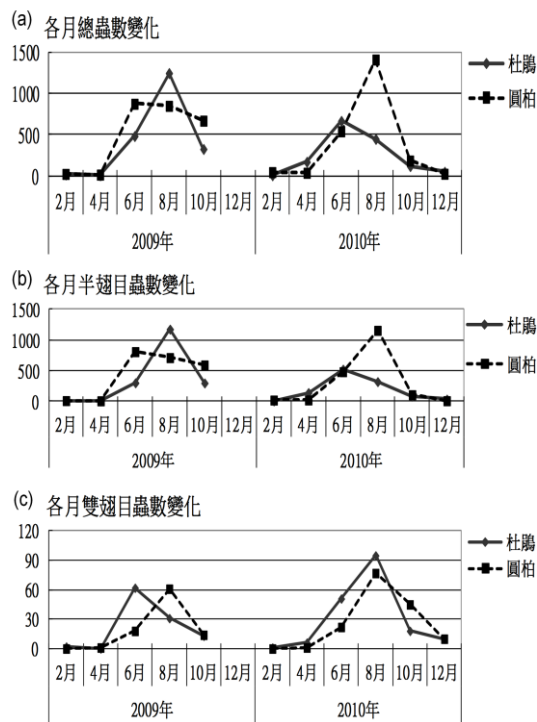 (a) 各月總蟲數變化
1500
1000
500
0
杜鵑
圓柏
2月 4月 6月 8月 10月 12月 2月 4月 6月 8月 10月 12月
2009年 2010年
(b) 各月半翅目蟲數變化
1500
1000
500
0
杜鵑
圓柏
2月 4月 6月 8月 10月 12月 2月 4月 6月 8月 10月 12月
2009年 2010年
(c) 各月雙翅目蟲數變化
120
90
60
30
0
杜鵑
圓柏
2月 4月 6月 8月 10月 12月 2月 4月 6月 8月 10月 12月
2009年 2010年